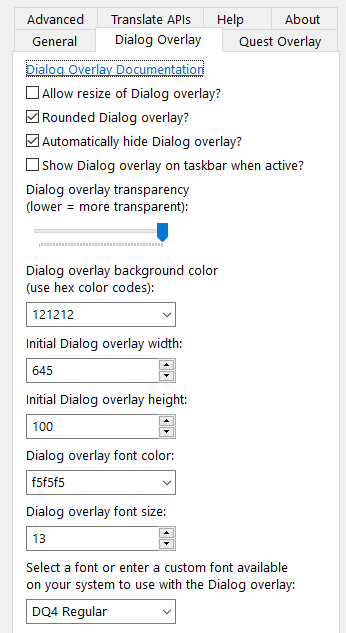 Advanced Translate APIs Help About
General Dialog Overlay Quest Overlay
Dialog Overlay Documentation
Allow resize of Dialog overlay?
Rounded Dialog overlay?
Automatically hide Dialog overlay?
Show Dialog overlay on taskbar when active?
Dialog overlay transparency
(lower = more transparent):
Dialog overlay background color
(use hex color codes):
121212
Initial Dialog overlay width:
645
Initial Dialog overlay height:
100
Dialog overlay font color:
f5f5f5
Dialog overlay font size:
13
Select a font or enter a custom font available
on your system to use with the Dialog overlay:
DQ4 Regular